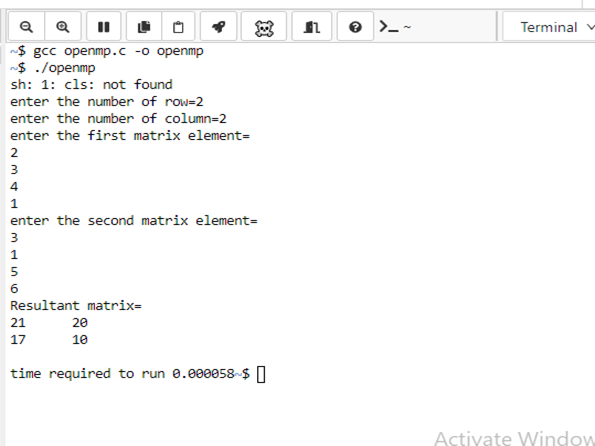 Terminal
~$ gcc openmp.c -o openmp
~$ ./openmp
sh: 1: cls: not found
enter the number of row=2
enter the number of column=2
enter the first matrix element=
2
3
4
1
enter the second matrix element=
3
1
5
6
Resultant matrix=
21 20
17 10
time required to run 0.000058~$
Activate Window